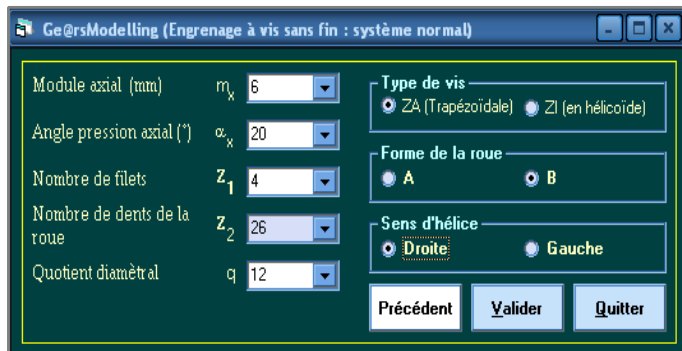 Ge@rsModelling (Engrenage à vis sans fin : système normal)
Module axial (mm) mx 6
Angle pression axial (°) αx 20
Nombre de filets z1 4
Nombre de dents de la
roue z2 26
Quotient diamètral q 12
Type de vis
ZA (Trapézoïdale) ZI (en hélicoïde)
Forme de la roue
A B
Sens d'hélice
Droite Gauche
Précédent Valider Quitter